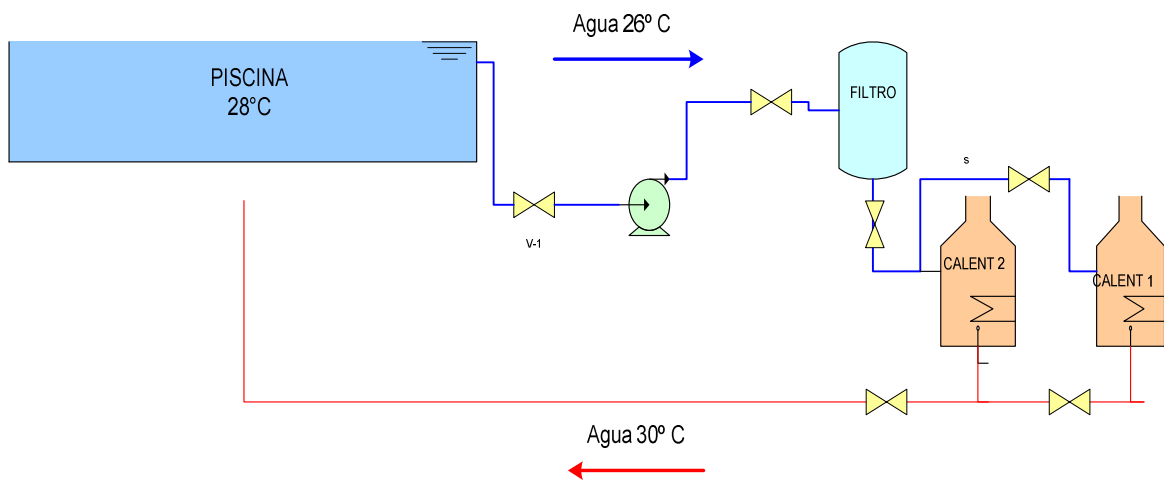 Agua 26º C
PISCINA
28°C
FILTRO
s
V-1
CALENT 2
CALENT 1
Agua 30º C